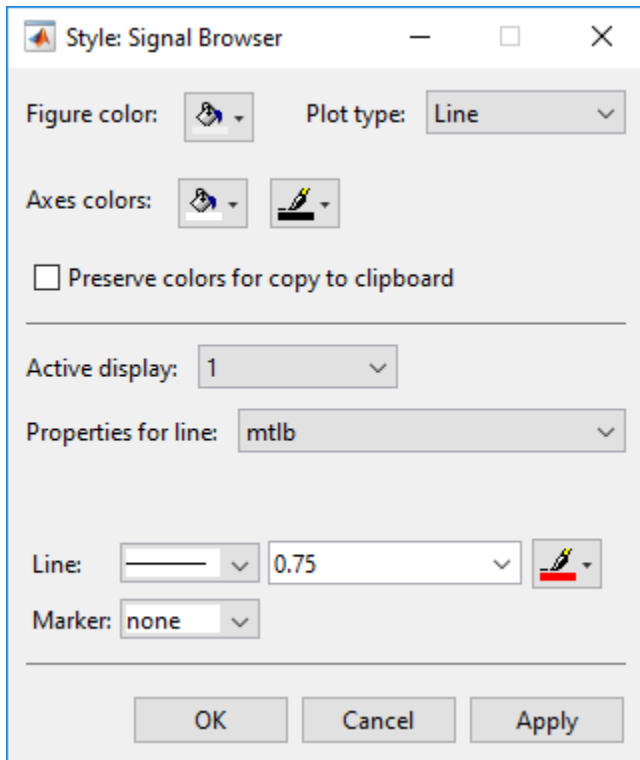 Style: Signal Browser
Figure color: Plot type: Line
Axes colors:
Preserve colors for copy to clipboard
Active display: 1
Properties for line: mtlb
Line: 0.75
Marker: none
OK Cancel Apply